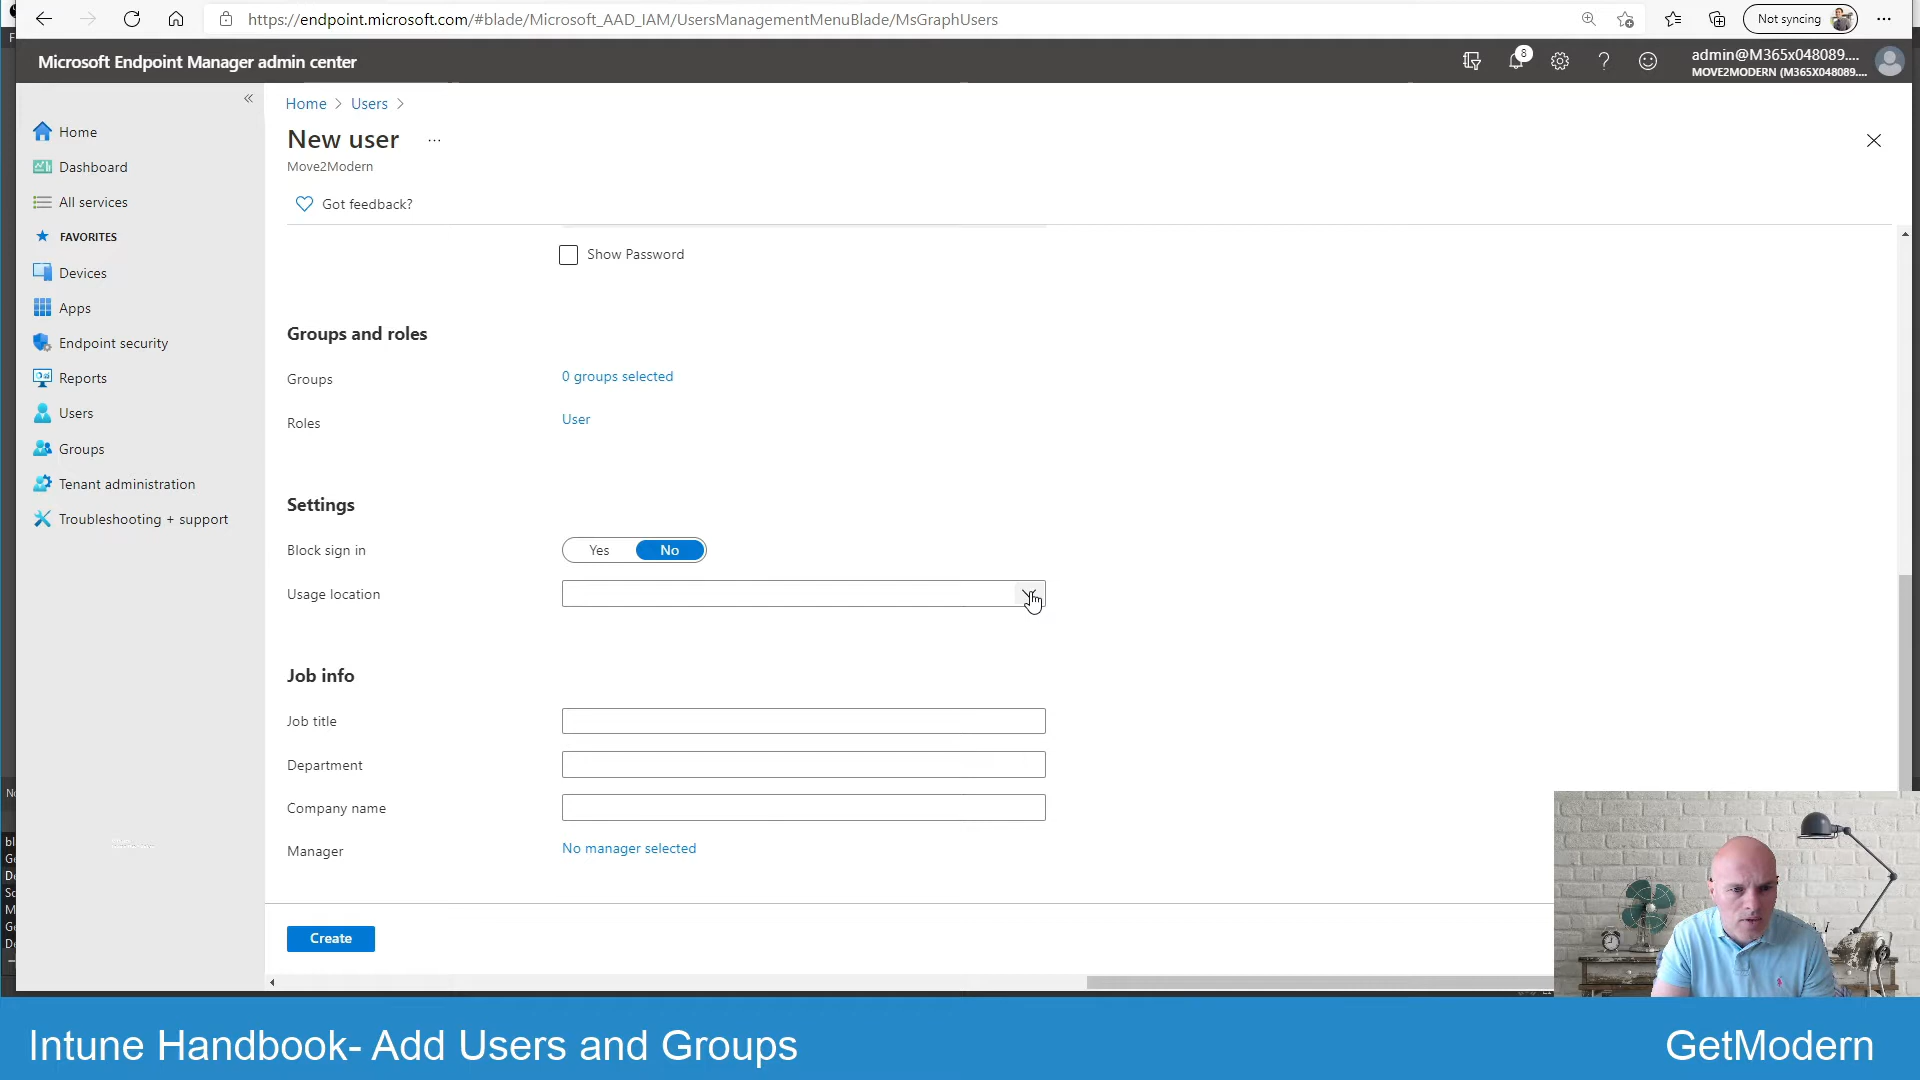 https://endpoint.microsoft.com/#blade/Microsoft_AAD_IAM/UsersManagementMenuBlade/MsGraphUsers
Not syncing
Microsoft Endpoint Manager admin center
8
admin@M365x048089....
MOVE2MODERN (M365X048089....
Home
Dashboard
All services
FAVORITES
Devices
Apps
Endpoint security
Reports
Users
Groups
Tenant administration
Troubleshooting + support
Home > Users >
New user
...
Move2Modern
Got feedback?
Show Password
Groups and roles
Groups
0 groups selected
Roles
User
Settings
Block sign in
Yes
No
Usage location
Job info
Job title
Department
Company name
Manager
No manager selected
Create
Intune Handbook- Add Users and Groups
GetModern